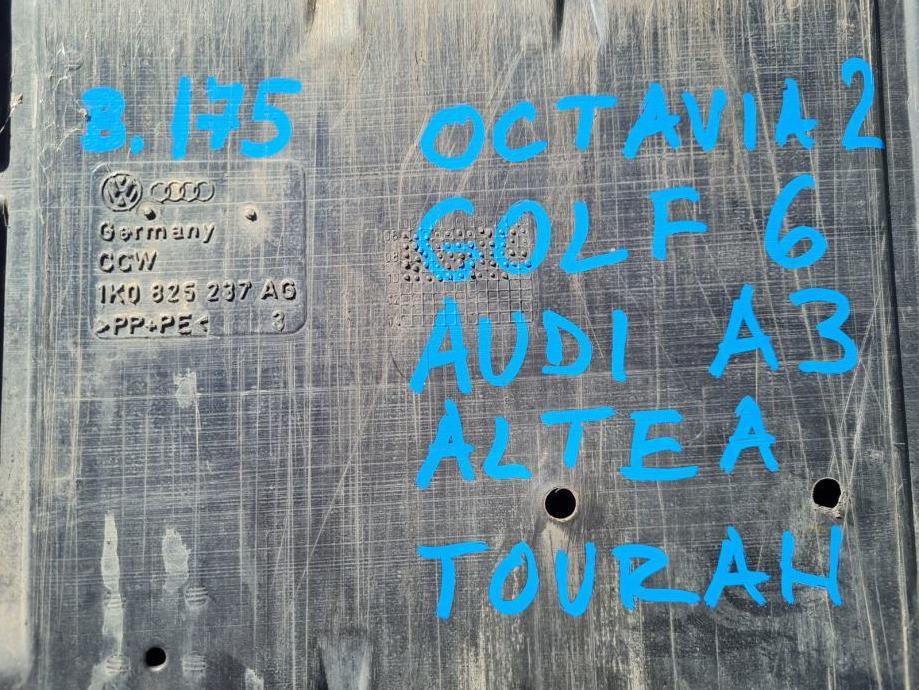 B.175
Germany
CCW
1K0 825 237 AG
>PP+PE< 3
OCTAVIA 2
GOLF 6
AUDI A3
ALTEA
TOURAN